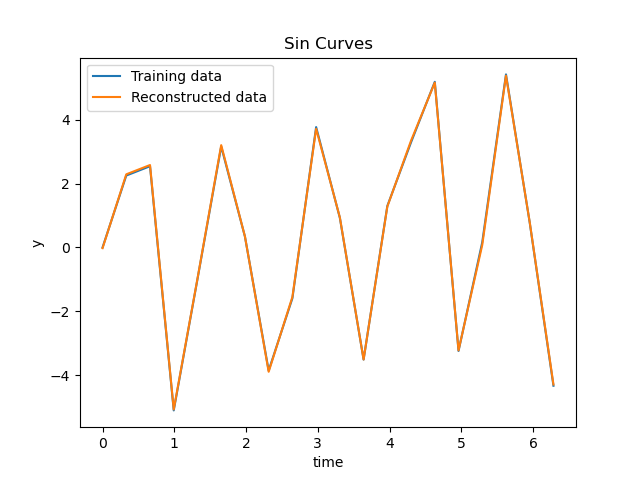 Sin Curves
Training data
Reconstructed data
y
4
2
0
−2
−4
0 1 2 3 4 5 6
time